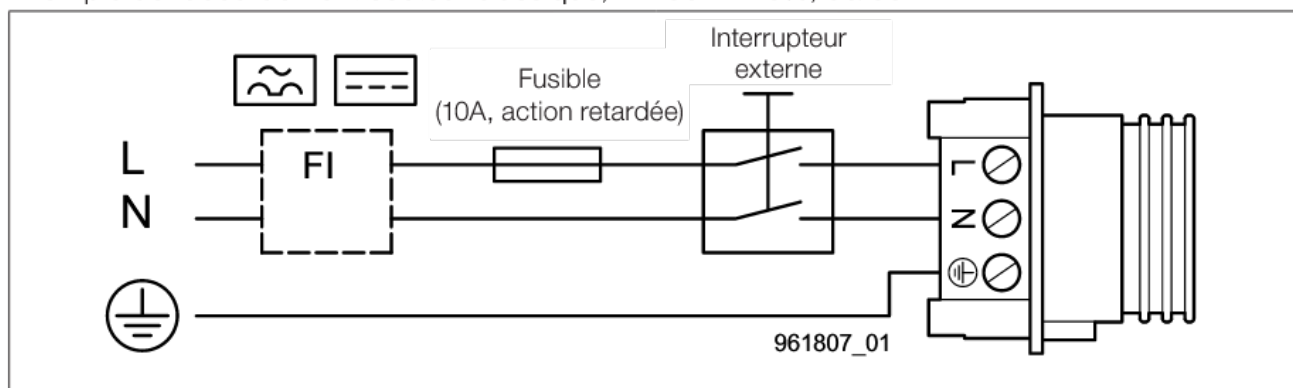 Interrupteur
externe
Fusible
(10A, action retardée)
L
FI
L
N
N
961807_01